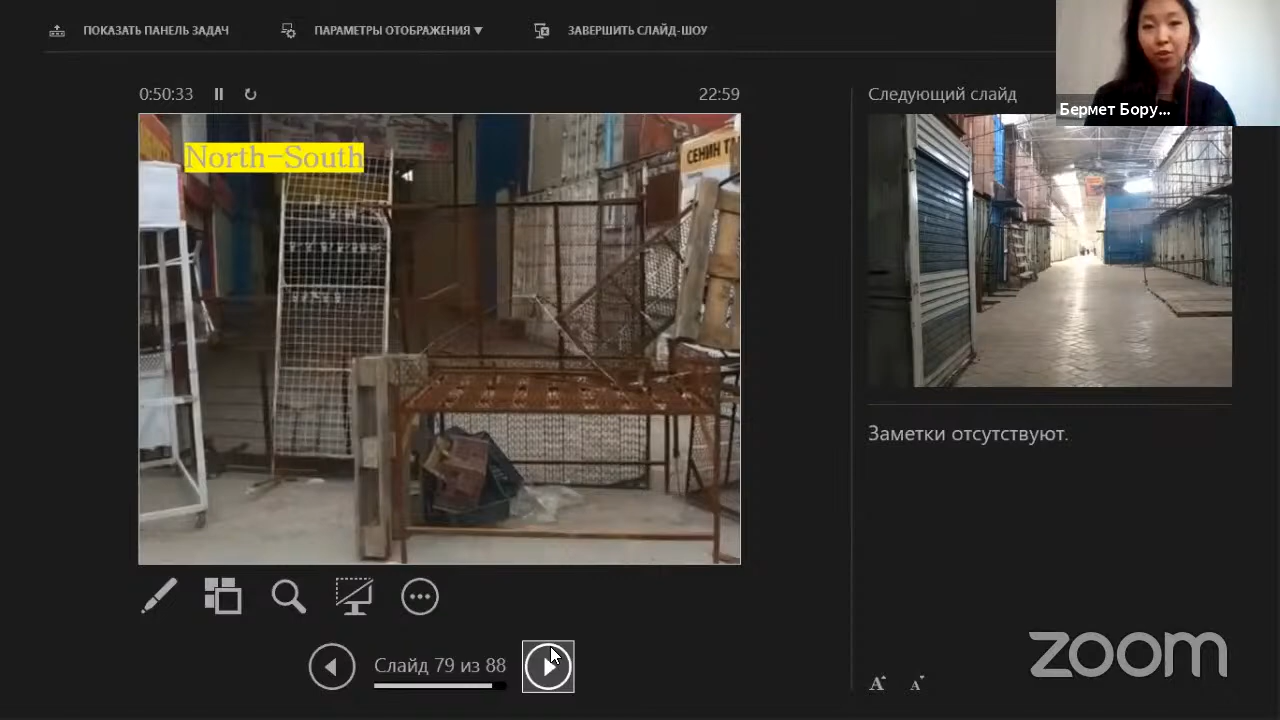 ПОКАЗАТЬ ПАНЕЛЬ ЗАДАЧ
ПАРАМЕТРЫ ОТОБРАЖЕНИЯ
ЗАВЕРШИТЬ СЛАЙД-ШОУ
Бермет Бору...
0:50:33
22:59
Следующий слайд
North-South
СЕНИН ТА
Заметки отсутствуют.
Слайд 79 из 88
zoom
A A